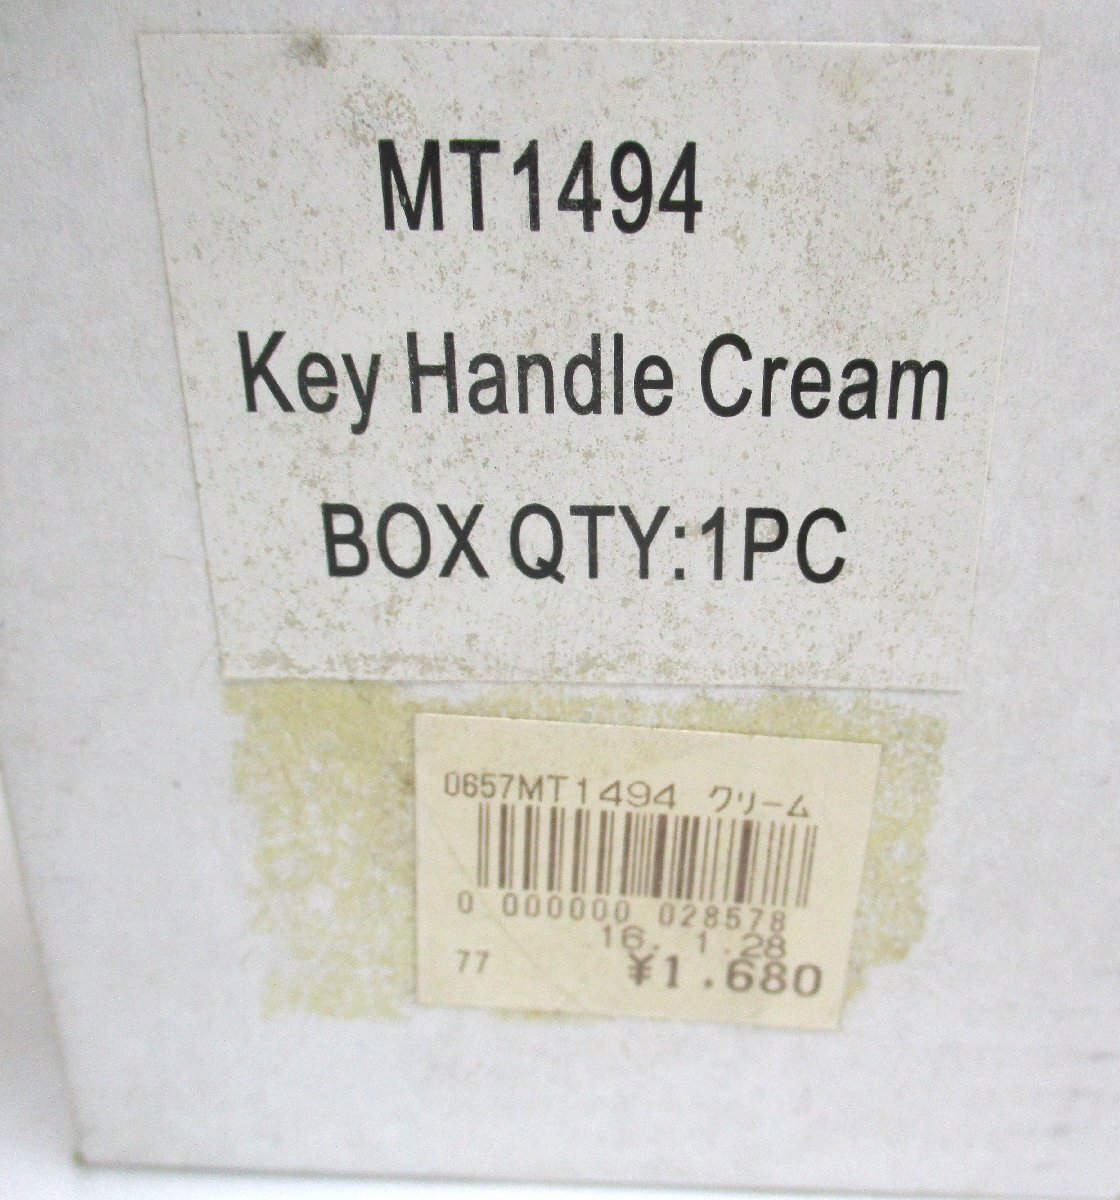 MT1494
Key Handle Cream
BOX QTY:1PC
0657MT1494 クリーム
0 000000 028578
16. 1.28
77 ¥1.680